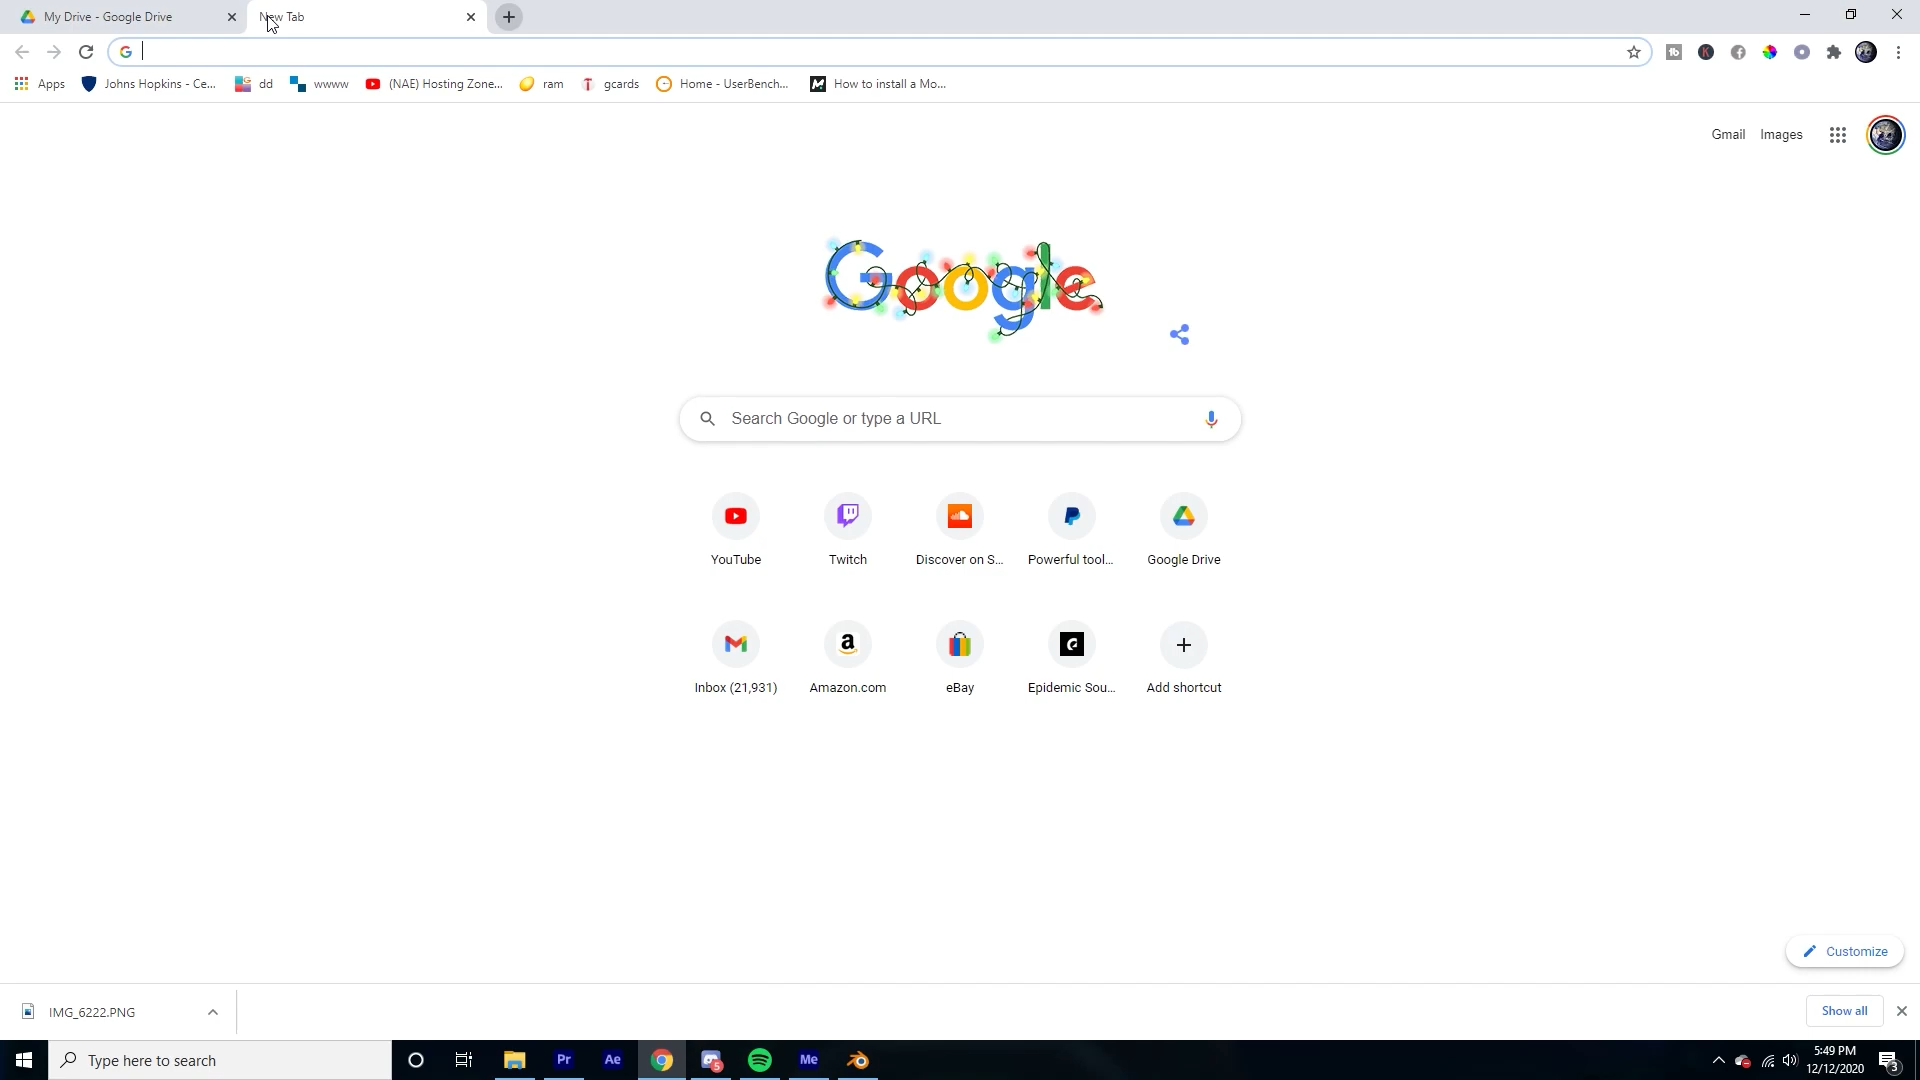 My Drive - Google Drive
New Tab
Apps
Johns Hopkins - Ce...
dd
wwww
(NAE) Hosting Zone...
ram
gcards
Home - UserBench...
How to install a Mo...
Gmail
Images
Google
Search Google or type a URL
YouTube
Twitch
Discover on S...
Powerful tool...
Google Drive
Inbox (21,931)
Amazon.com
eBay
Epidemic Sou...
Add shortcut
Customize
IMG_6222.PNG
Show all
Type here to search
Pr
Ae
5
Me
5:49 PM
12/12/2020
3